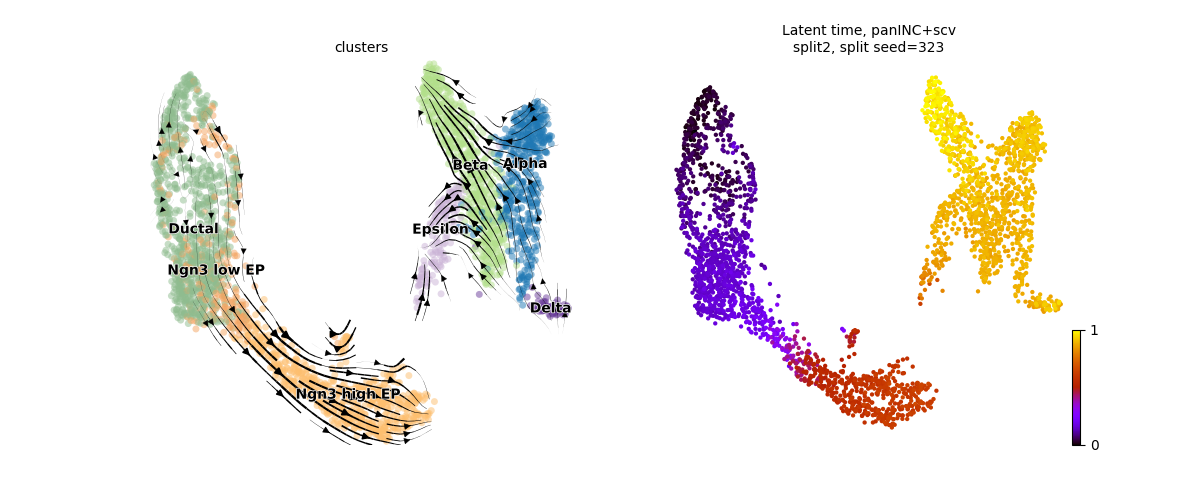 clusters
Beta
Alpha
Epsilon
Ductal
Ngn3 low EP
Delta
Ngn3 high EP
Latent time, panINC+scv
split2, split seed=323
1
0